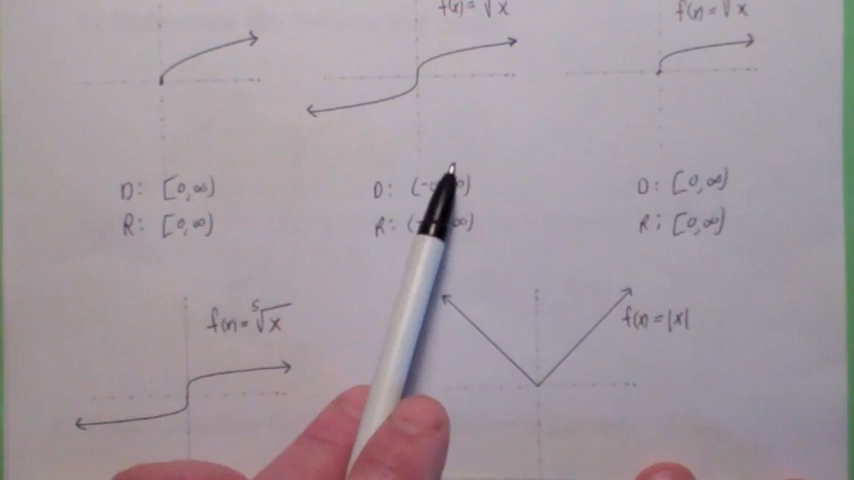 f(x) = √x
f(x) = √x
D: [0,∞)
R: [0,∞)
D: (-∞)
R: (-∞)
D: [0,∞)
R: [0,∞)
f(x) = ⁵√x
f(x) = |x|